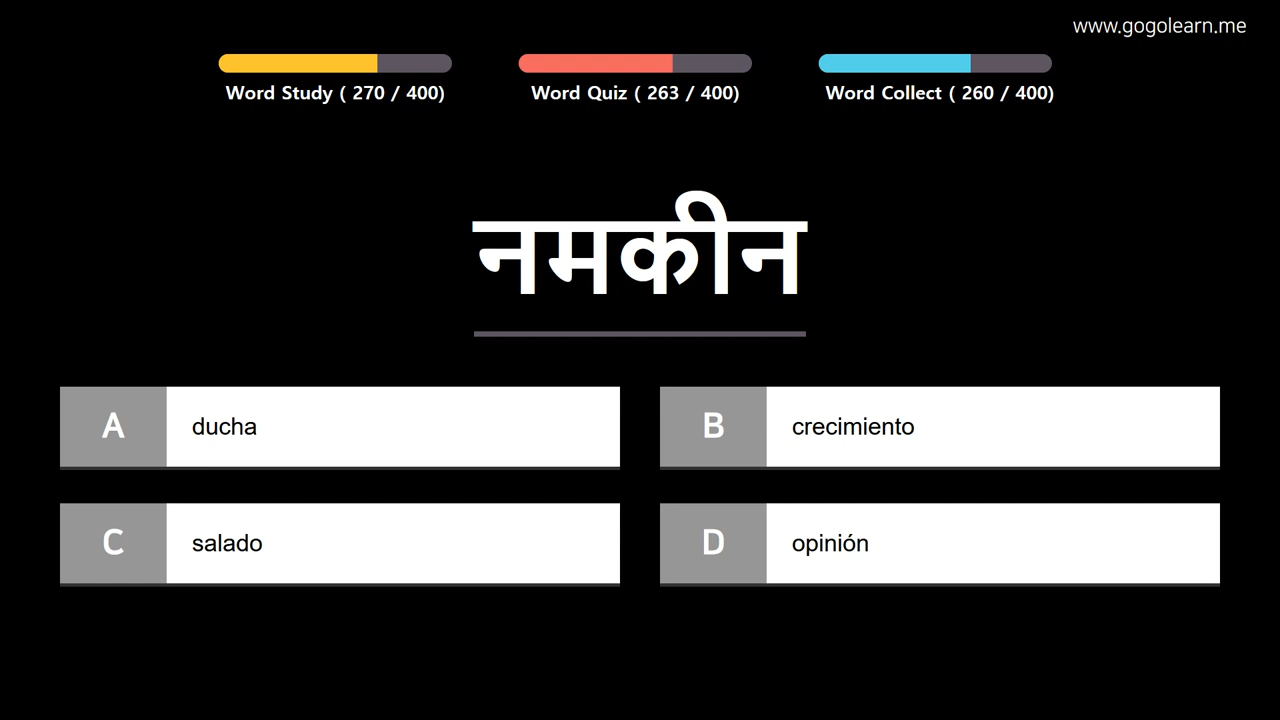 www.gogolearn.me
Word Study ( 270 / 400)
Word Quiz ( 263 / 400)
Word Collect ( 260 / 400)
नमकीन
A ducha
B crecimiento
C salado
D opinión